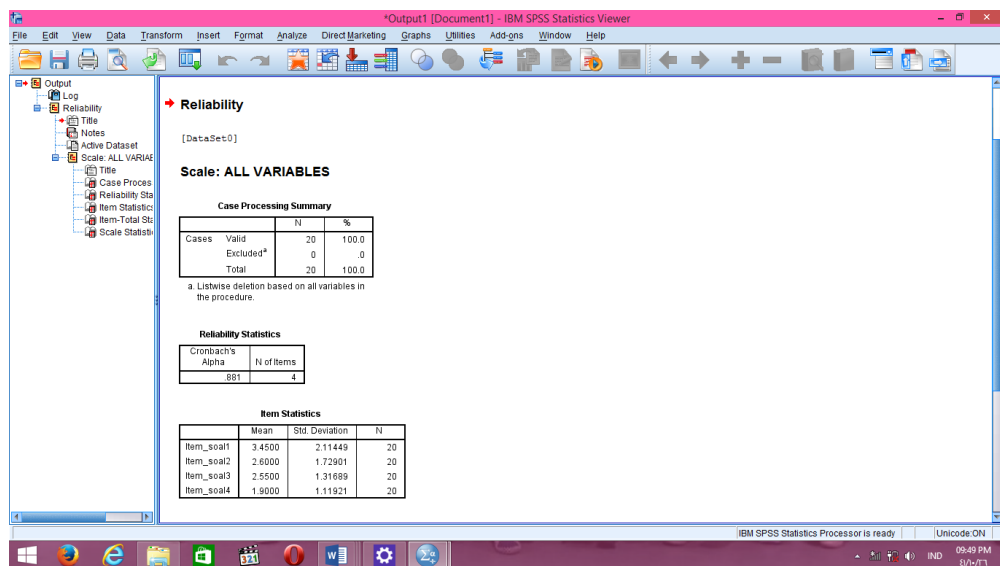 *Output1 [Document1] - IBM SPSS Statistics Viewer
File Edit View Data Transform Insert Format Analyze Direct Marketing Graphs Utilities Add-ons Window Help
Output
Log
Reliability
Title
Notes
Active Dataset
Scale: ALL VARIAE
Title
Case Proces
Reliability Sta
Item Statistics
Item-Total Sta
Scale Statisti
Reliability
[DataSet0]
Scale: ALL VARIABLES
Case Processing Summary
N %
Cases Valid 20 100.0
Excludedᵃ 0 .0
Total 20 100.0
a. Listwise deletion based on all variables in
the procedure.
Reliability Statistics
Cronbach's
Alpha N of Items
.881 4
Item Statistics
Mean Std. Deviation N
Item_soal1 3.4500 2.11449 20
Item_soal2 2.6000 1.72901 20
Item_soal3 2.5500 1.31689 20
Item_soal4 1.9000 1.11921 20
IBM SPSS Statistics Processor is ready Unicode:ON
321
IND
09:49 PM